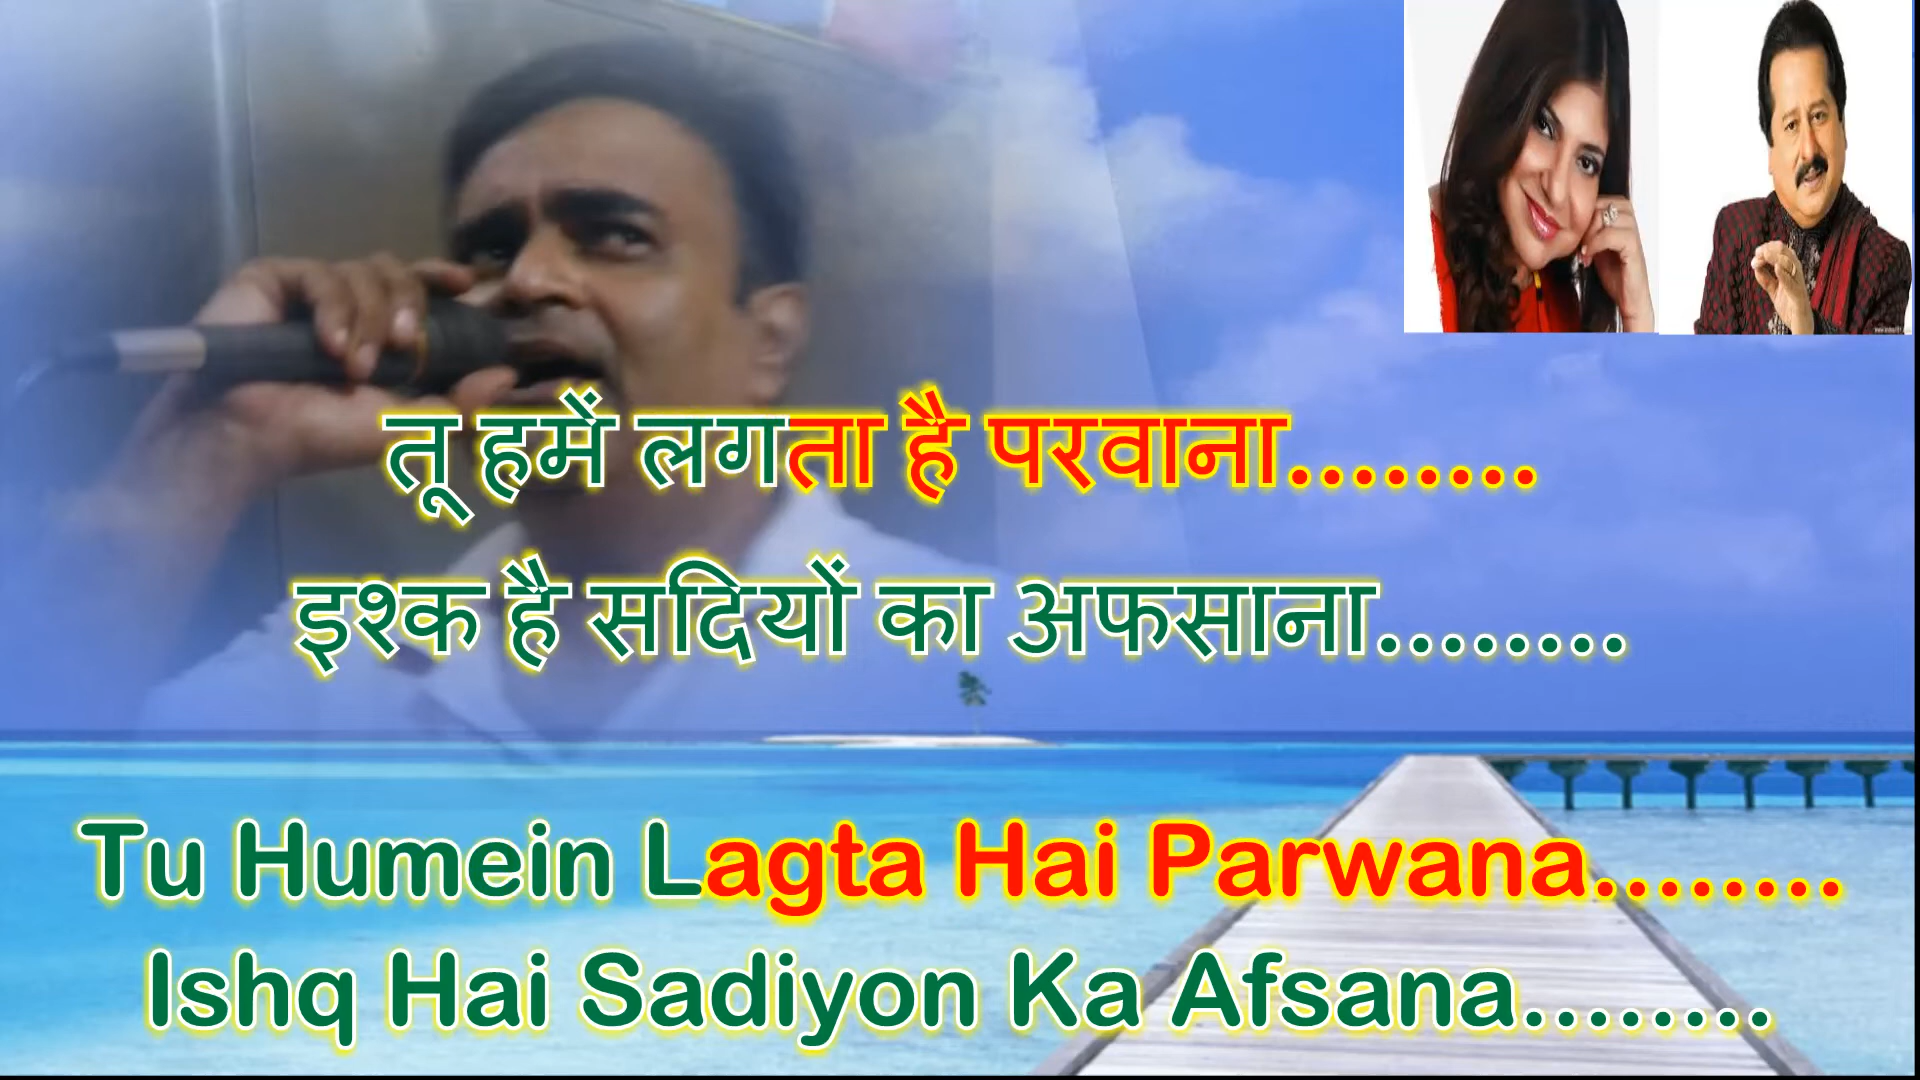 तू हमें लगता है परवाना........
इश्क है सदियों का अफसाना........
Tu Humein Lagta Hai Parwana........
Ishq Hai Sadiyon Ka Afsana........